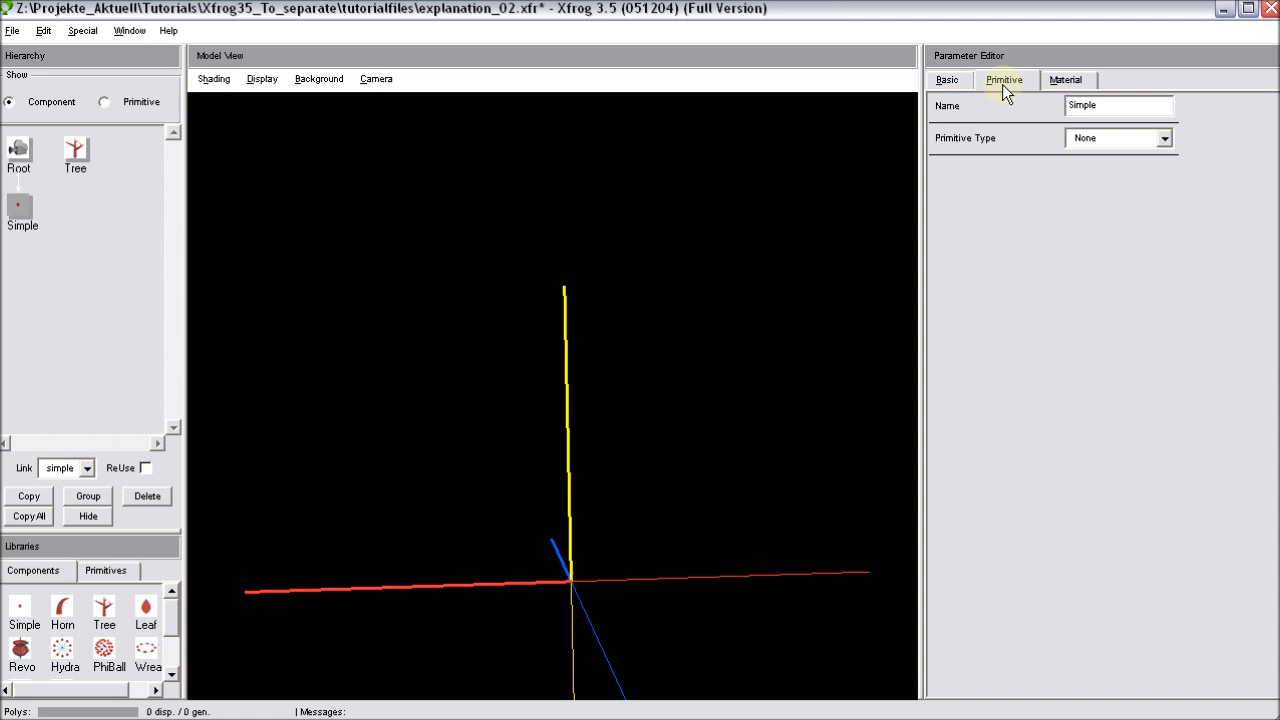 Z:\Projekte_Aktuell\Tutorials\Xfrog35_To_separate\tutorialfiles\explanation_02.xfr* - Xfrog 3.5 (051204) (Full Version)
File Edit Special Window Help
Hierarchy
Show
Component Primitive
Root Tree
Simple
Link simple ReUse
Copy Group Delete
CopyAll Hide
Libraries
Components Primitives
Simple Horn Tree Leaf
Revo Hydra PhiBall Wrea
Model View
Shading Display Background Camera
Parameter Editor
Basic Primitive Material
Name Simple
Primitive Type None
Polys: 0 disp. / 0 gen. | Messages: